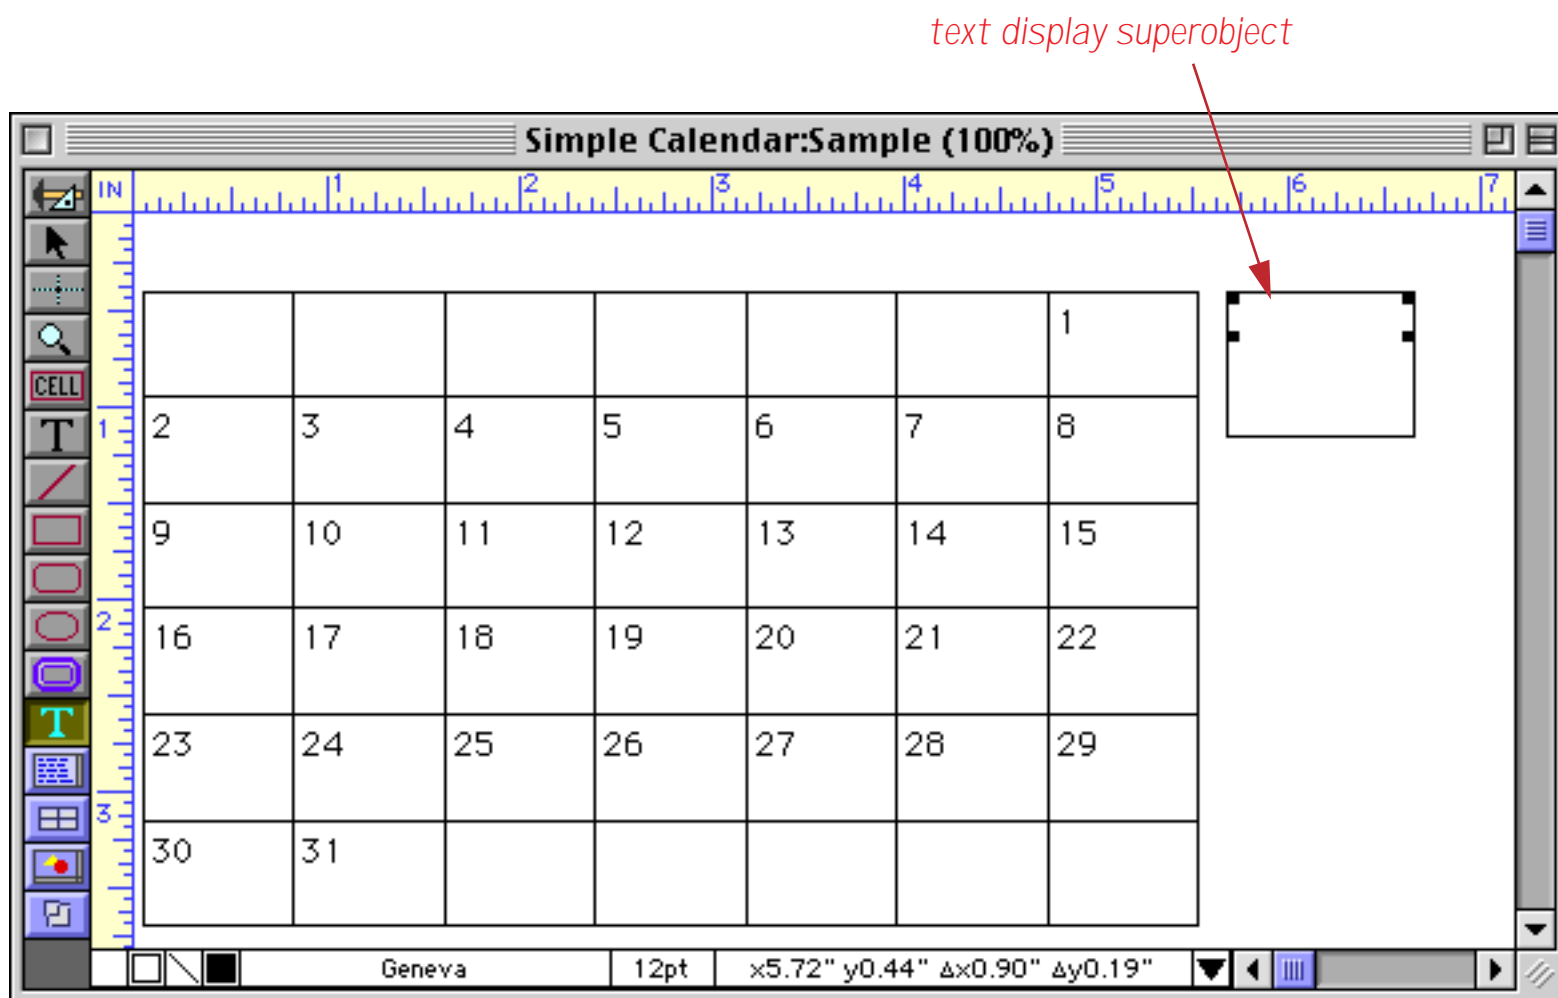 text display superobject
Simple Calendar:Sample (100%)
IN 1 2 3 4 5 6 7
CELL
T
1
2
3
T
1
2 3 4 5 6 7 8
9 10 11 12 13 14 15
16 17 18 19 20 21 22
23 24 25 26 27 28 29
30 31
Geneva 12pt x5.72" y0.44" Δx0.90" Δy0.19"